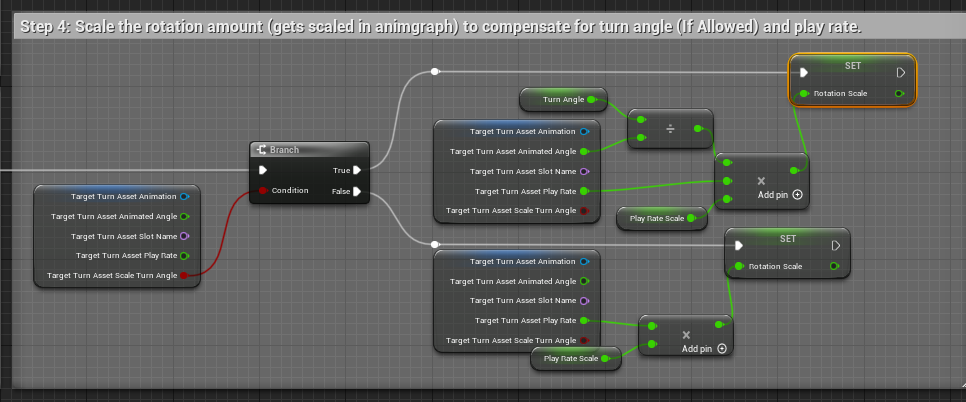 Step 4: Scale the rotation amount (gets scaled in animgraph) to compensate for turn angle (If Allowed) and play rate.
Target Turn Asset Animation
Target Turn Asset Animated Angle
Target Turn Asset Slot Name
Target Turn Asset Play Rate
Target Turn Asset Scale Turn Angle
Branch
True
Condition
False
Turn Angle
Target Turn Asset Animation
Target Turn Asset Animated Angle
Target Turn Asset Slot Name
Target Turn Asset Play Rate
Target Turn Asset Scale Turn Angle
÷
Play Rate Scale
×
Add pin
SET
Rotation Scale
Target Turn Asset Animation
Target Turn Asset Animated Angle
Target Turn Asset Slot Name
Target Turn Asset Play Rate
Target Turn Asset Scale Turn Angle
Play Rate Scale
×
Add pin
SET
Rotation Scale